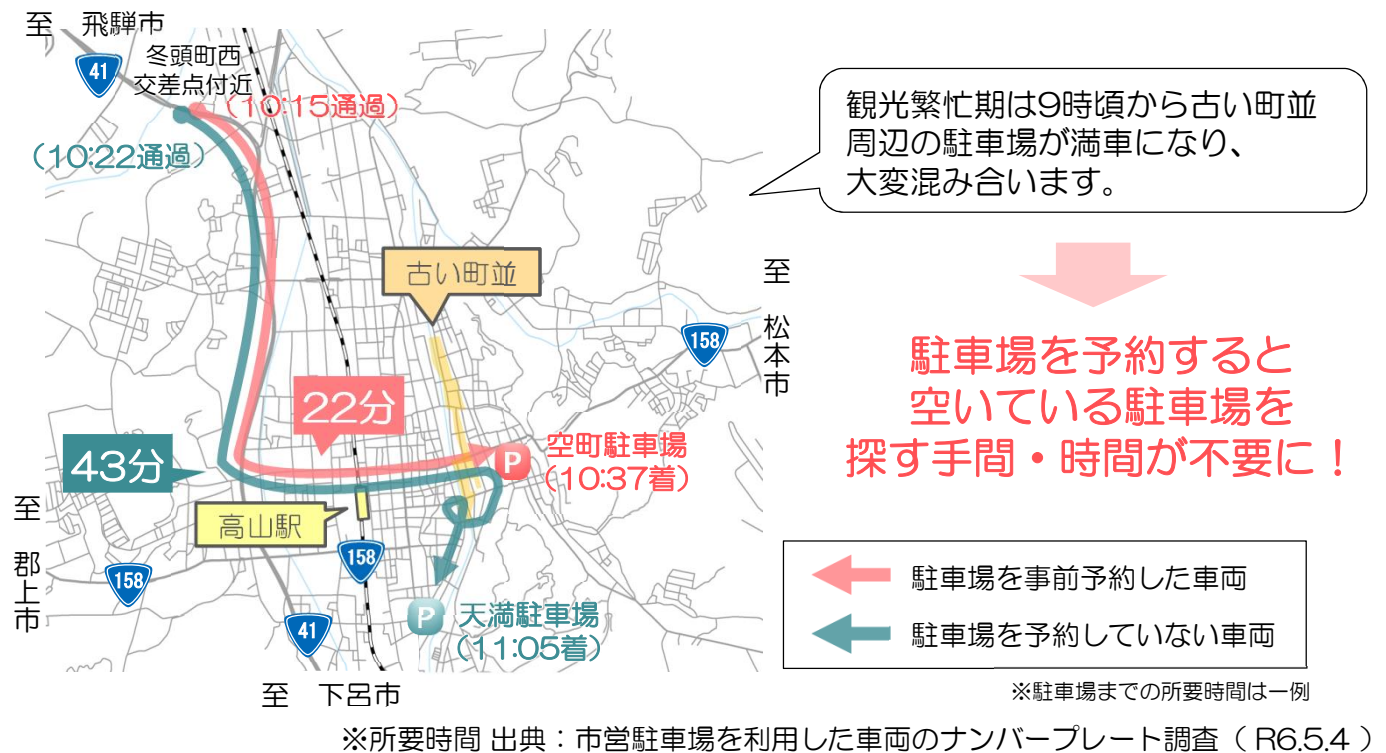 至 飛騨市
41
冬頭町西
交差点付近
(10:15通過)
(10:22通過)
観光繁忙期は9時頃から古い町並
周辺の駐車場が満車になり、
大変混み合います。
古い町並
至 松本市
158
駐車場を予約すると
空いている駐車場を
探す手間・時間が不要に!
22分
43分
P
空町駐車場
(10:37着)
高山駅
至 郡上市
158
158
41
P
天満駐車場
(11:05着)
至 下呂市
駐車場を事前予約した車両
駐車場を予約していない車両
※駐車場までの所要時間は一例
※所要時間 出典:市営駐車場を利用した車両のナンバープレート調査( R6.5.4 )